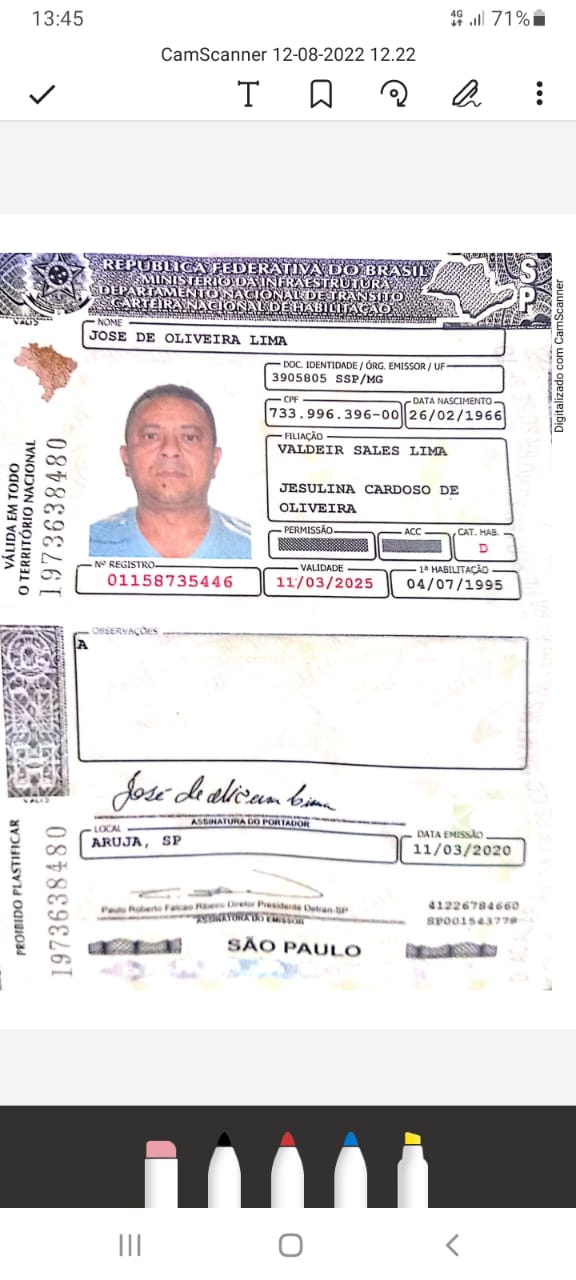 13:45
4G
71%
CamScanner 12-08-2022 12.22
T
REPÚBLICA FEDERATIVA DO BRASIL
MINISTÉRIO DA INFRAESTRUTURA
DEPARTAMENTO NACIONAL DE TRÂNSITO
CARTEIRA NACIONAL DE HABILITAÇÃO
SP
NOME
JOSE DE OLIVEIRA LIMA
DOC. IDENTIDADE / ÓRG. EMISSOR / UF
3905805 SSP/MG
CPF
DATA NASCIMENTO
733.996.396-00
26/02/1966
FILIAÇÃO
VALDEIR SALES LIMA
JESULINA CARDOSO DE
OLIVEIRA
PERMISSÃO
ACC
CAT. HAB.
D
Nº REGISTRO
VALIDADE
1ª HABILITAÇÃO
01158735446
11/03/2025
04/07/1995
VÁLIDA EM TODO
O TERRITÓRIO NACIONAL
1973638480
OBSERVAÇÕES
A
ASSINATURA DO PORTADOR
LOCAL
DATA EMISSÃO
ARUJA, SP
11/03/2020
Paulo Roberto Falcao Ribeiro Diretor Presidente Detran-SP
ASSINATURA DO EMISSOR
41226784660
SP001543778
SÃO PAULO
PROIBIDO PLASTIFICAR
1973638480
Digitalizado com CamScanner